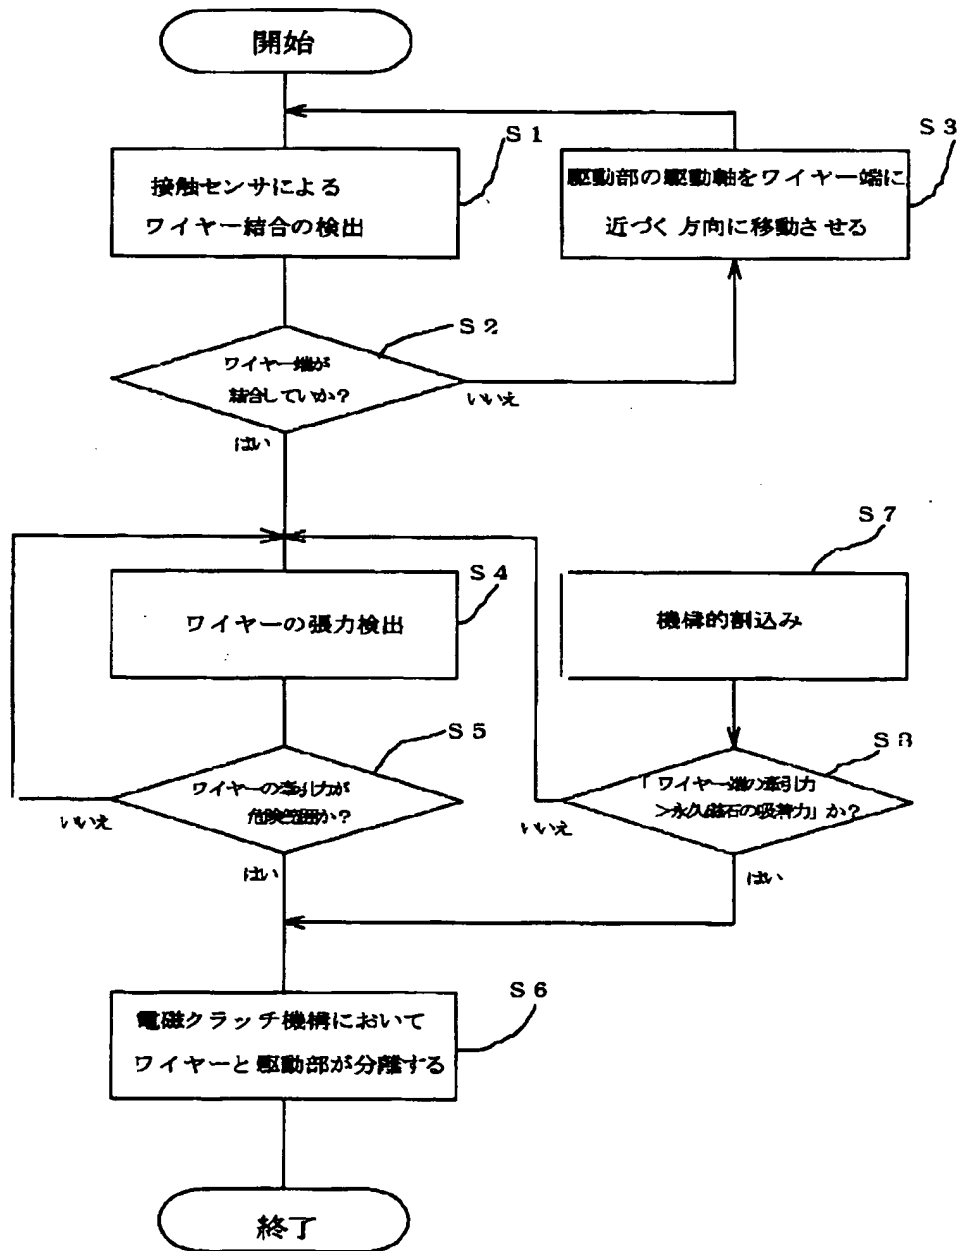 開始
S1
接触センサによる
ワイヤー結合の検出
S3
駆動部の駆動軸をワイヤー端に
近づく方向に移動させる
S2
ワイヤー端が
結合していか?
いいえ
はい
S4
ワイヤーの張力検出
S7
機構的割込み
S5
ワイヤーの牽引力が
危険範囲か?
いいえ
はい
S8
「ワイヤー端の牽引力
>永久磁石の吸着力」か?
いいえ
はい
S6
電磁クラッチ機構において
ワイヤーと駆動部が分離する
終了